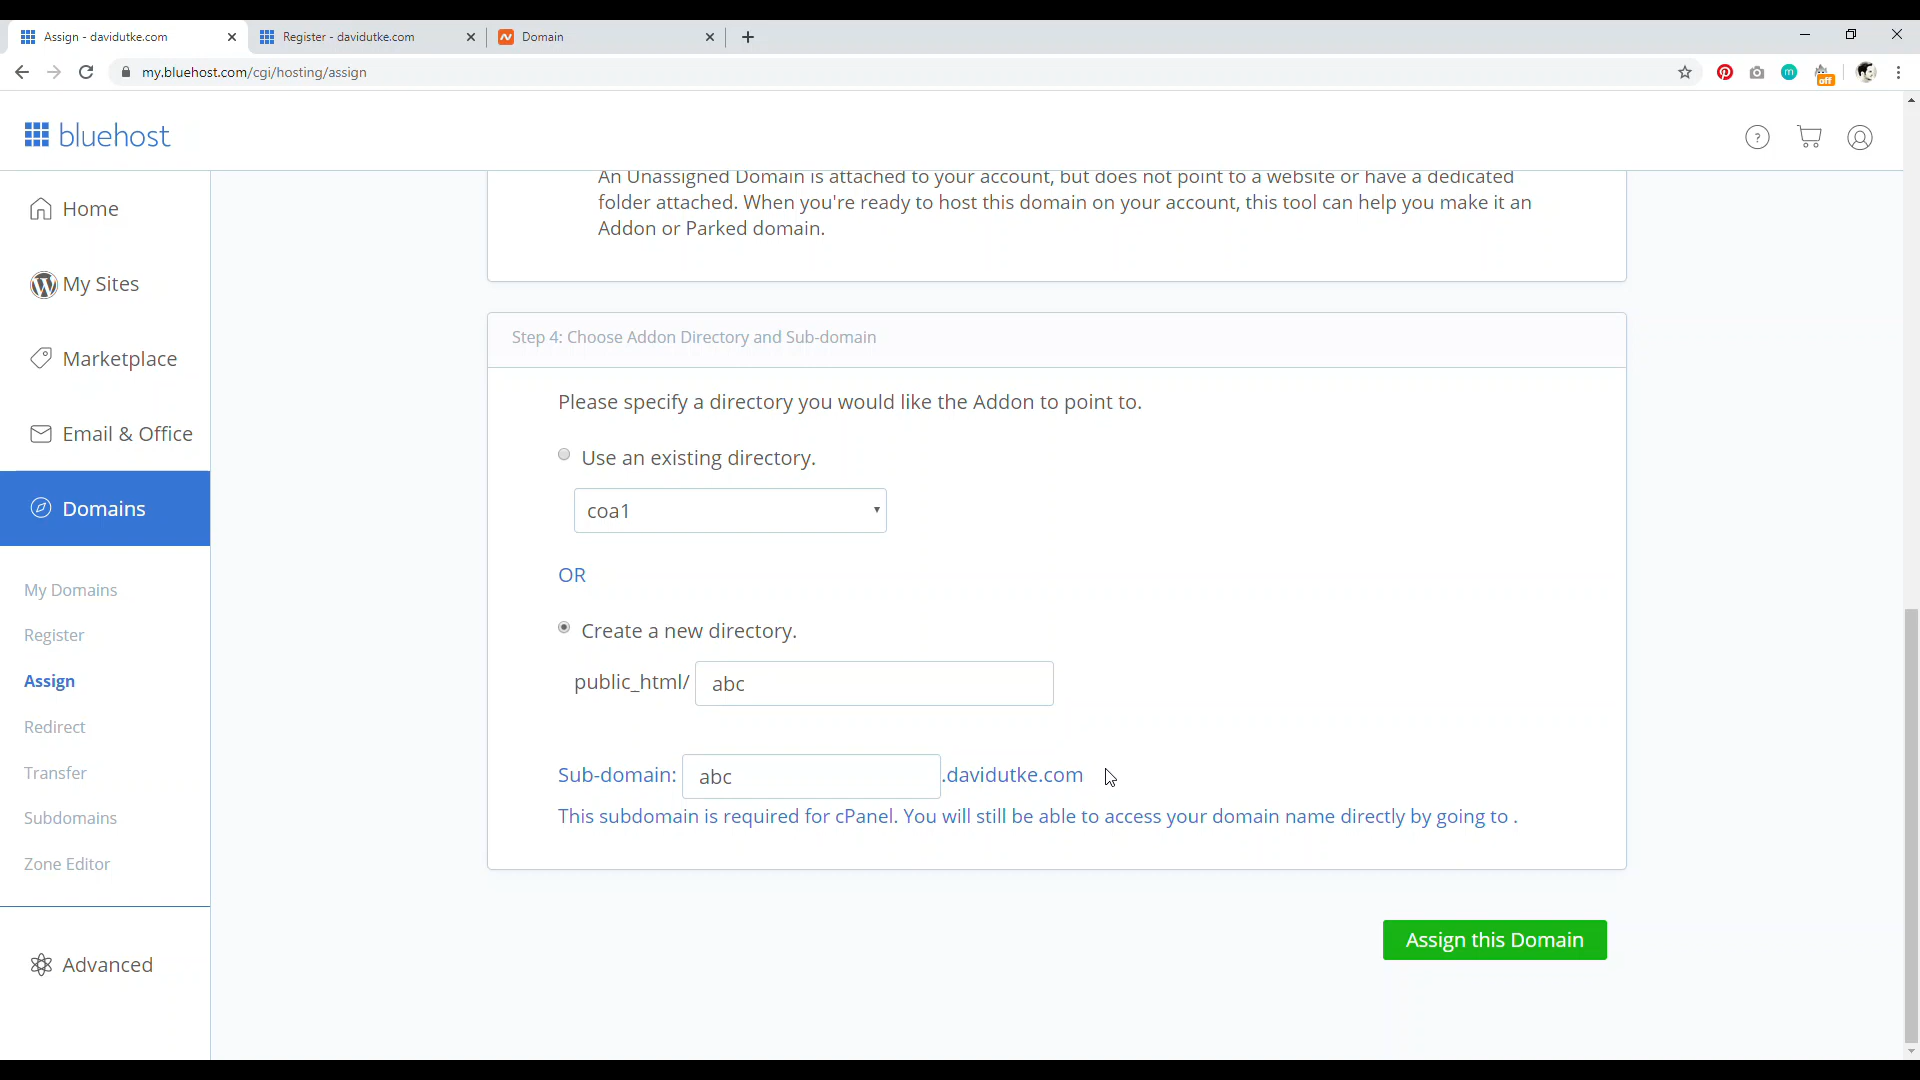 Assign - davidutke.com
Register - davidutke.com
Domain
my.bluehost.com/cgi/hosting/assign
off
bluehost
?
Home
My Sites
Marketplace
Email & Office
Domains
My Domains
Register
Assign
Redirect
Transfer
Subdomains
Zone Editor
Advanced
An Unassigned Domain is attached to your account, but does not point to a website or have a dedicated
folder attached. When you're ready to host this domain on your account, this tool can help you make it an
Addon or Parked domain.
Step 4: Choose Addon Directory and Sub-domain
Please specify a directory you would like the Addon to point to.
Use an existing directory.
coa1
OR
Create a new directory.
public_html/ abc
Sub-domain: abc .davidutke.com
This subdomain is required for cPanel. You will still be able to access your domain name directly by going to .
Assign this Domain